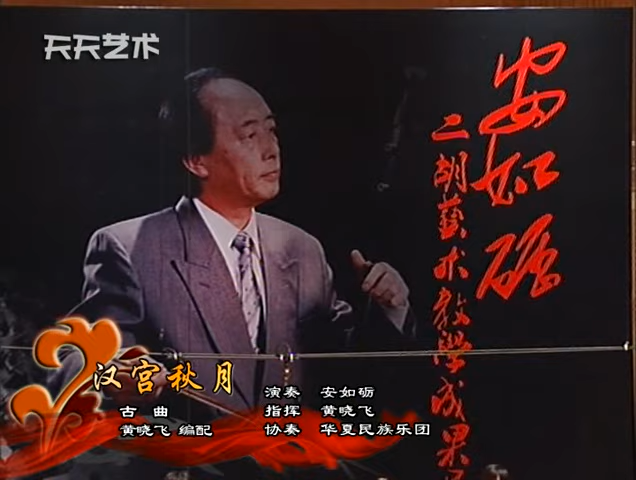 天天艺术
安如砺
二胡藝术教學成果
汉宫秋月
古曲
黄晓飞 编配
演奏 安如砺
指挥 黄晓飞
协奏 华夏民族乐团